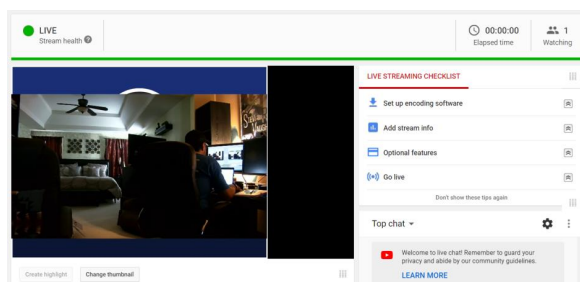 LIVE
Stream health
00:00:00
Elapsed time
1
Watching
LIVE STREAMING CHECKLIST
Set up encoding software
Add stream info
Optional features
Go live
Don't show these tips again
Top chat
Welcome to live chat! Remember to guard your
privacy and abide by our community guidelines.
LEARN MORE
Create highlight
Change thumbnail